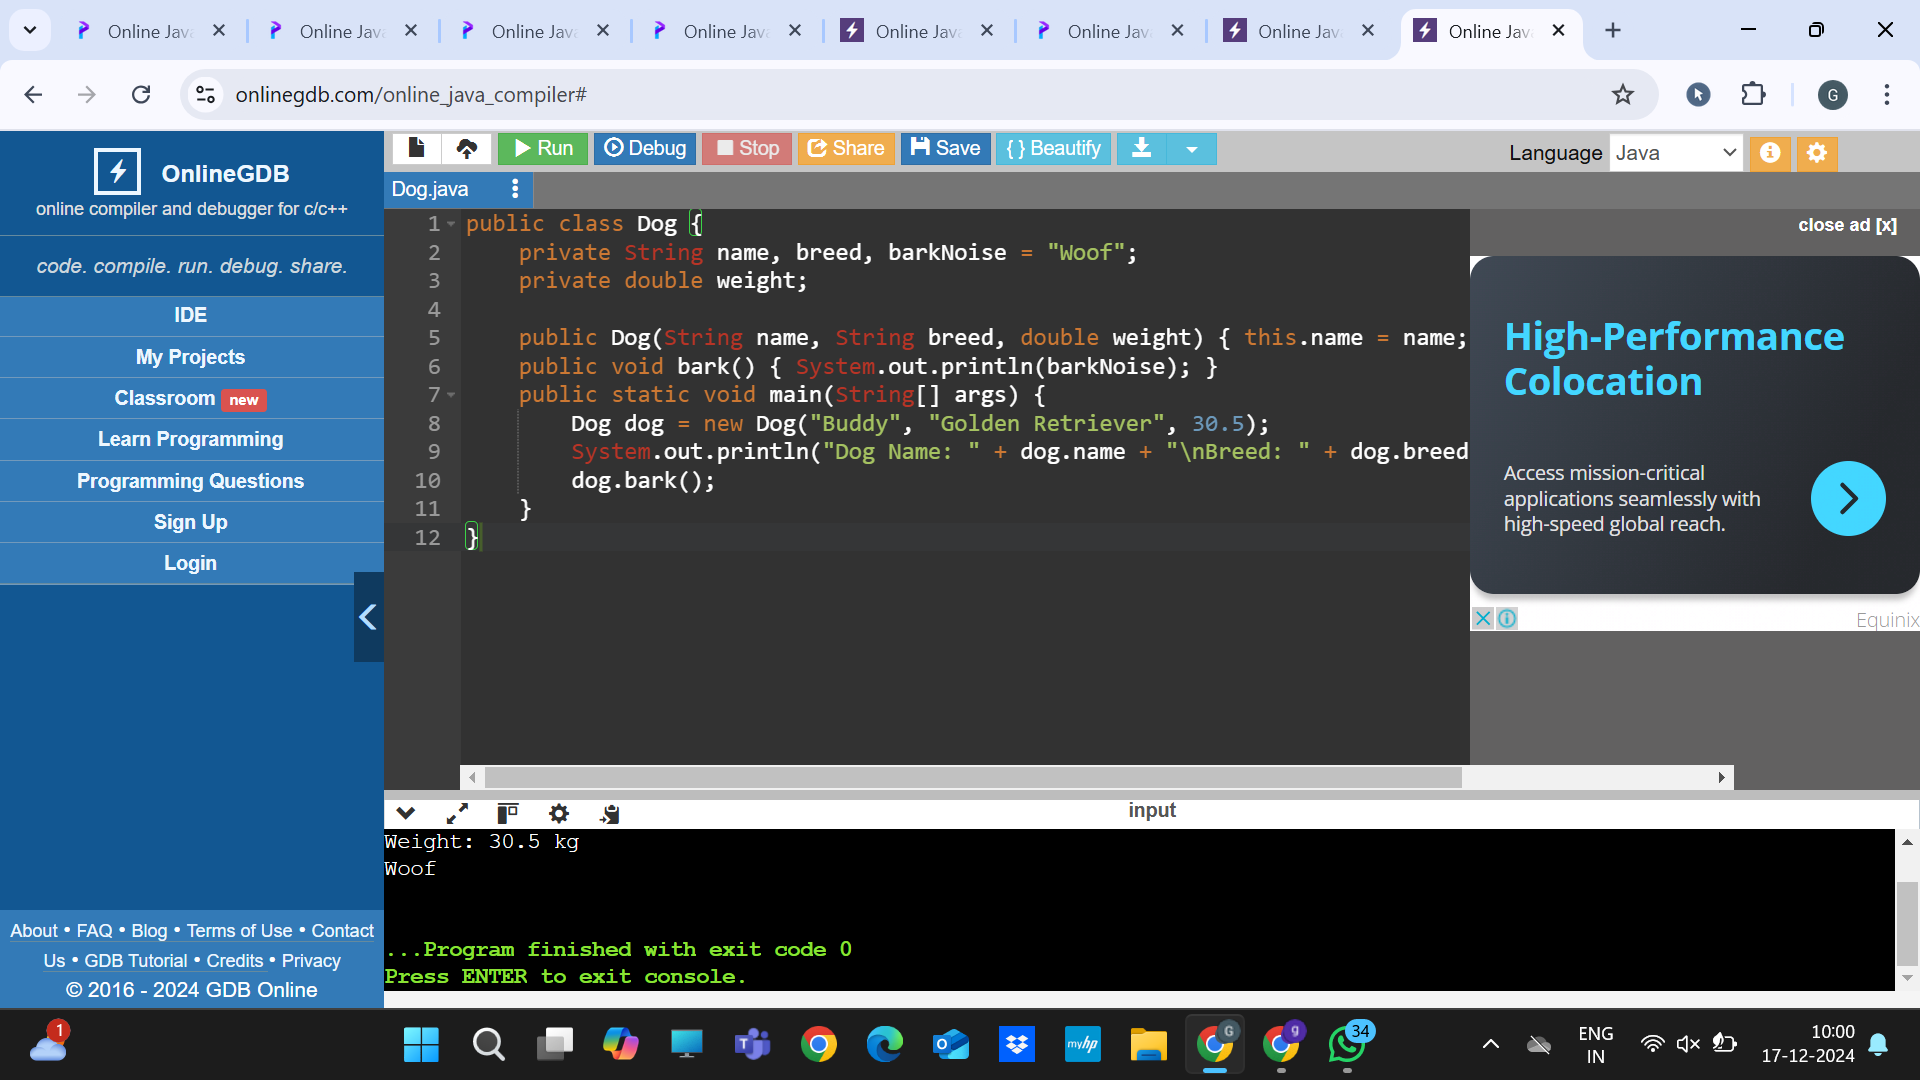 Online Jav
Online Jav
Online Jav
Online Jav
Online Jav
Online Jav
Online Jav
Online Jav
onlinegdb.com/online_java_compiler#
G
OnlineGDB
online compiler and debugger for c/c++
code. compile. run. debug. share.
IDE
My Projects
Classroom new
Learn Programming
Programming Questions
Sign Up
Login
About • FAQ • Blog • Terms of Use • Contact
Us • GDB Tutorial • Credits • Privacy
© 2016 - 2024 GDB Online
Run
Debug
Stop
Share
Save
{ } Beautify
Language Java
Dog.java
1 public class Dog {
2     private String name, breed, barkNoise = "Woof";
3     private double weight;
4
5     public Dog(String name, String breed, double weight) { this.name = name;
6     public void bark() { System.out.println(barkNoise); }
7     public static void main(String[] args) {
8         Dog dog = new Dog("Buddy", "Golden Retriever", 30.5);
9         System.out.println("Dog Name: " + dog.name + "\nBreed: " + dog.breed
10         dog.bark();
11     }
12 }
close ad [x]
High-Performance
Colocation
Access mission-critical
applications seamlessly with
high-speed global reach.
Equinix
input
Weight: 30.5 kg
Woof
...Program finished with exit code 0
Press ENTER to exit console.
1
T
O
myhp
G
g
34
ENG
IN
10:00
17-12-2024